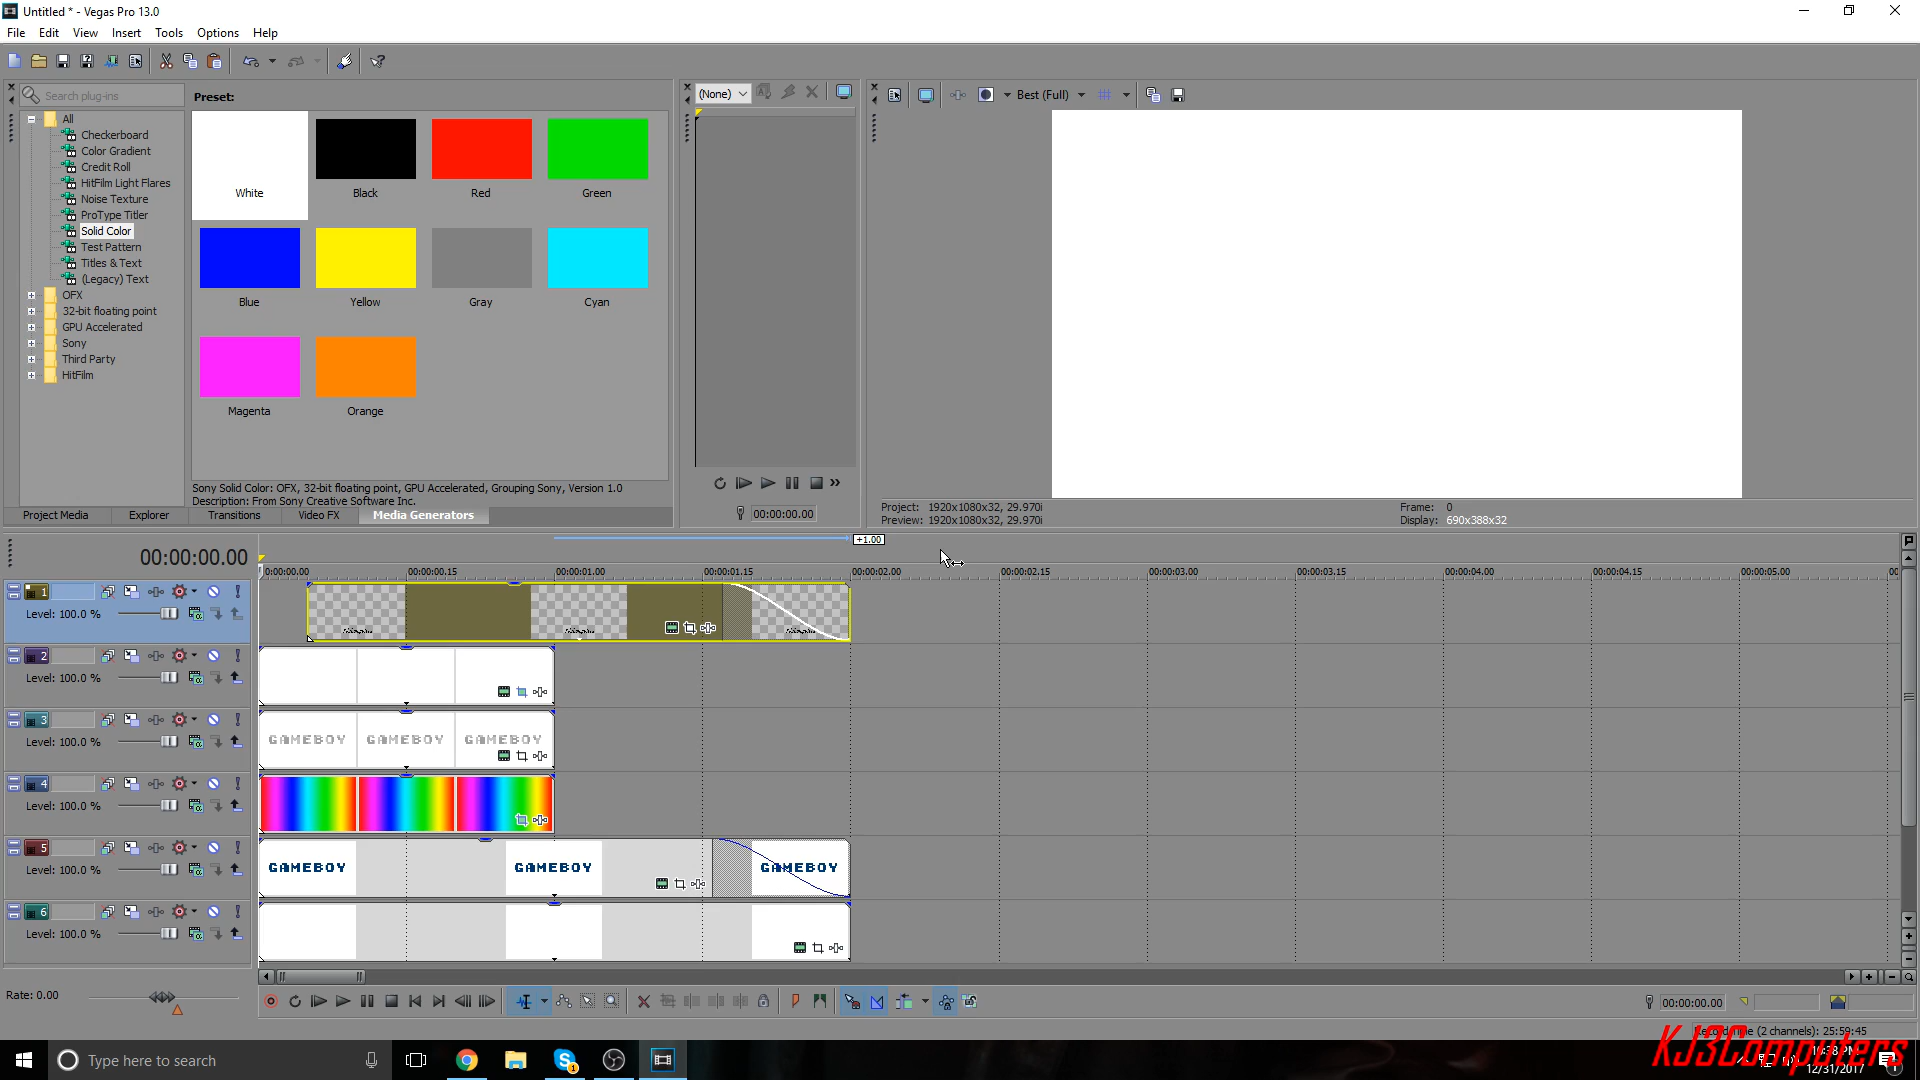 Untitled * - Vegas Pro 13.0
File Edit View Insert Tools Options Help
Search plug-ins
Preset:
(None)
Best (Full)
All
Checkerboard
Color Gradient
Credit Roll
HitFilm Light Flares
Noise Texture
ProType Titler
Solid Color
Test Pattern
Titles & Text
(Legacy) Text
OFX
32-bit floating point
GPU Accelerated
Sony
Third Party
HitFilm
White Black Red Green
Blue Yellow Gray Cyan
Magenta Orange
Sony Solid Color: OFX, 32-bit floating point, GPU Accelerated, Grouping Sony, Version 1.0
Description: From Sony Creative Software Inc.
Project Media Explorer Transitions Video FX Media Generators
00:00:00.00
Project: 1920x1080x32, 29.970i
Preview: 1920x1080x32, 29.970i
Frame: 0
Display: 690x388x32
+1.00
00:00:00.00
0:00:00.00 00:00:00.15 00:00:01.00 00:00:01.15 00:00:02.00 00:00:02.15 00:00:03.00 00:00:03.15 00:00:04.00 00:00:04.15 00:00:05.00 00
1
Level: 100.0 %
2
Level: 100.0 %
3
Level: 100.0 %
GAMEBOY GAMEBOY GAMEBOY
4
Level: 100.0 %
5
Level: 100.0 %
GAMEBOY GAMEBOY GAMEBOY
6
Level: 100.0 %
Rate: 0.00
00:00:00.00
Time (2 channels): 25:59:45
KJ3Computers
Type here to search
12/31/2017